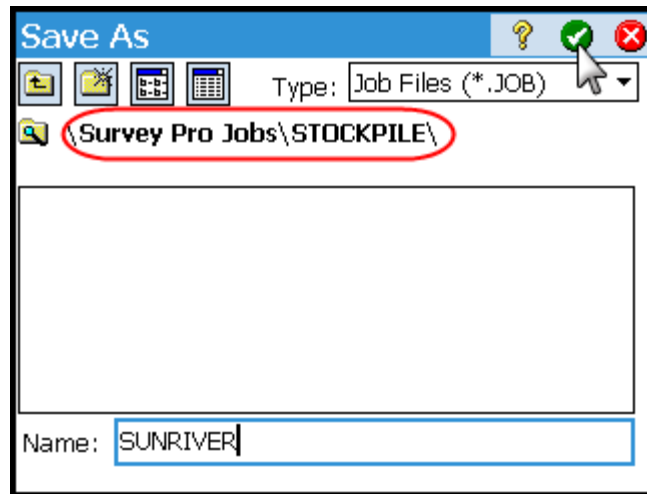 Save As
Type: Job Files (*.JOB)
\Survey Pro Jobs\STOCKPILE\
Name: SUNRIVER